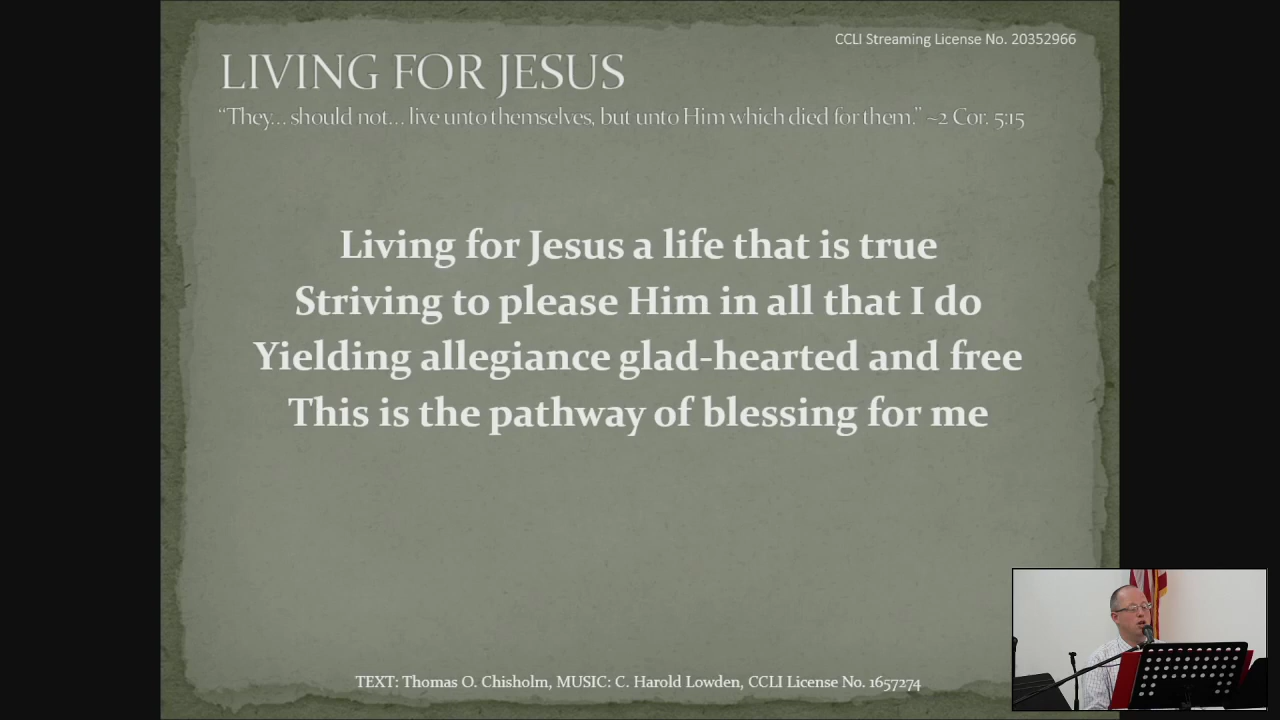 CCLI Streaming License No. 20352966
LIVING FOR JESUS
“They... should not... live unto themselves, but unto Him which died for them.” ~2 Cor. 5:15
Living for Jesus a life that is true
Striving to please Him in all that I do
Yielding allegiance glad-hearted and free
This is the pathway of blessing for me
TEXT: Thomas O. Chisholm, MUSIC: C. Harold Lowden, CCLI License No. 1657274